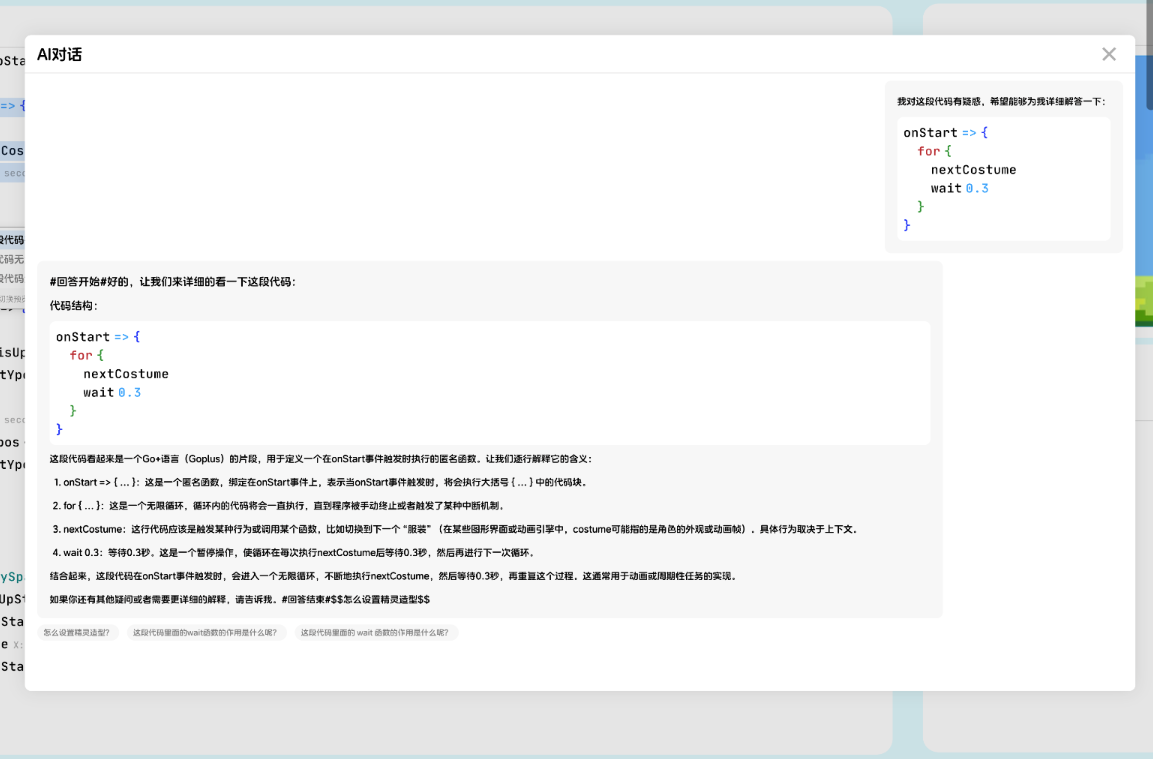 AI对话
我对这段代码有疑惑，希望能够为我详细解答一下：
onStart => {
for {
nextCostume
wait 0.3
}
}
#回答开始#好的，让我们来详细的看一下这段代码：
代码结构：
onStart => {
for {
nextCostume
wait 0.3
}
}
这段代码看起来是一个Go+语言（Goplus）的片段，用于定义一个在onStart事件触发时执行的匿名函数。让我们逐行解释它的含义：
1. onStart => { ... }：这是一个匿名函数，绑定在onStart事件上，表示当onStart事件触发时，将会执行大括号 { ... } 中的代码块。
2. for { ... }：这是一个无限循环，循环内的代码将会一直执行，直到程序被手动终止或者触发了某种中断机制。
3. nextCostume：这行代码应该是触发某种行为或调用某个函数，比如切换到下一个 “服装” （在某些图形界面或动画引擎中，costume可能指的是角色的外观或动画帧）。具体行为取决于上下文。
4. wait 0.3：等待0.3秒。这是一个暂停操作，使循环在每次执行nextCostume后等待0.3秒，然后再进行下一次循环。
结合起来，这段代码在onStart事件触发时，会进入一个无限循环，不断地执行nextCostume，然后等待0.3秒，再重复这个过程。这通常用于动画或周期性任务的实现。
如果你还有其他疑问或者需要更详细的解释，请告诉我。#回答结束#$$怎么设置精灵造型$$
怎么设置精灵造型？
这段代码里面的wait函数的作用是什么呢？
这段代码里面的 wait 函数的作用是什么呢？